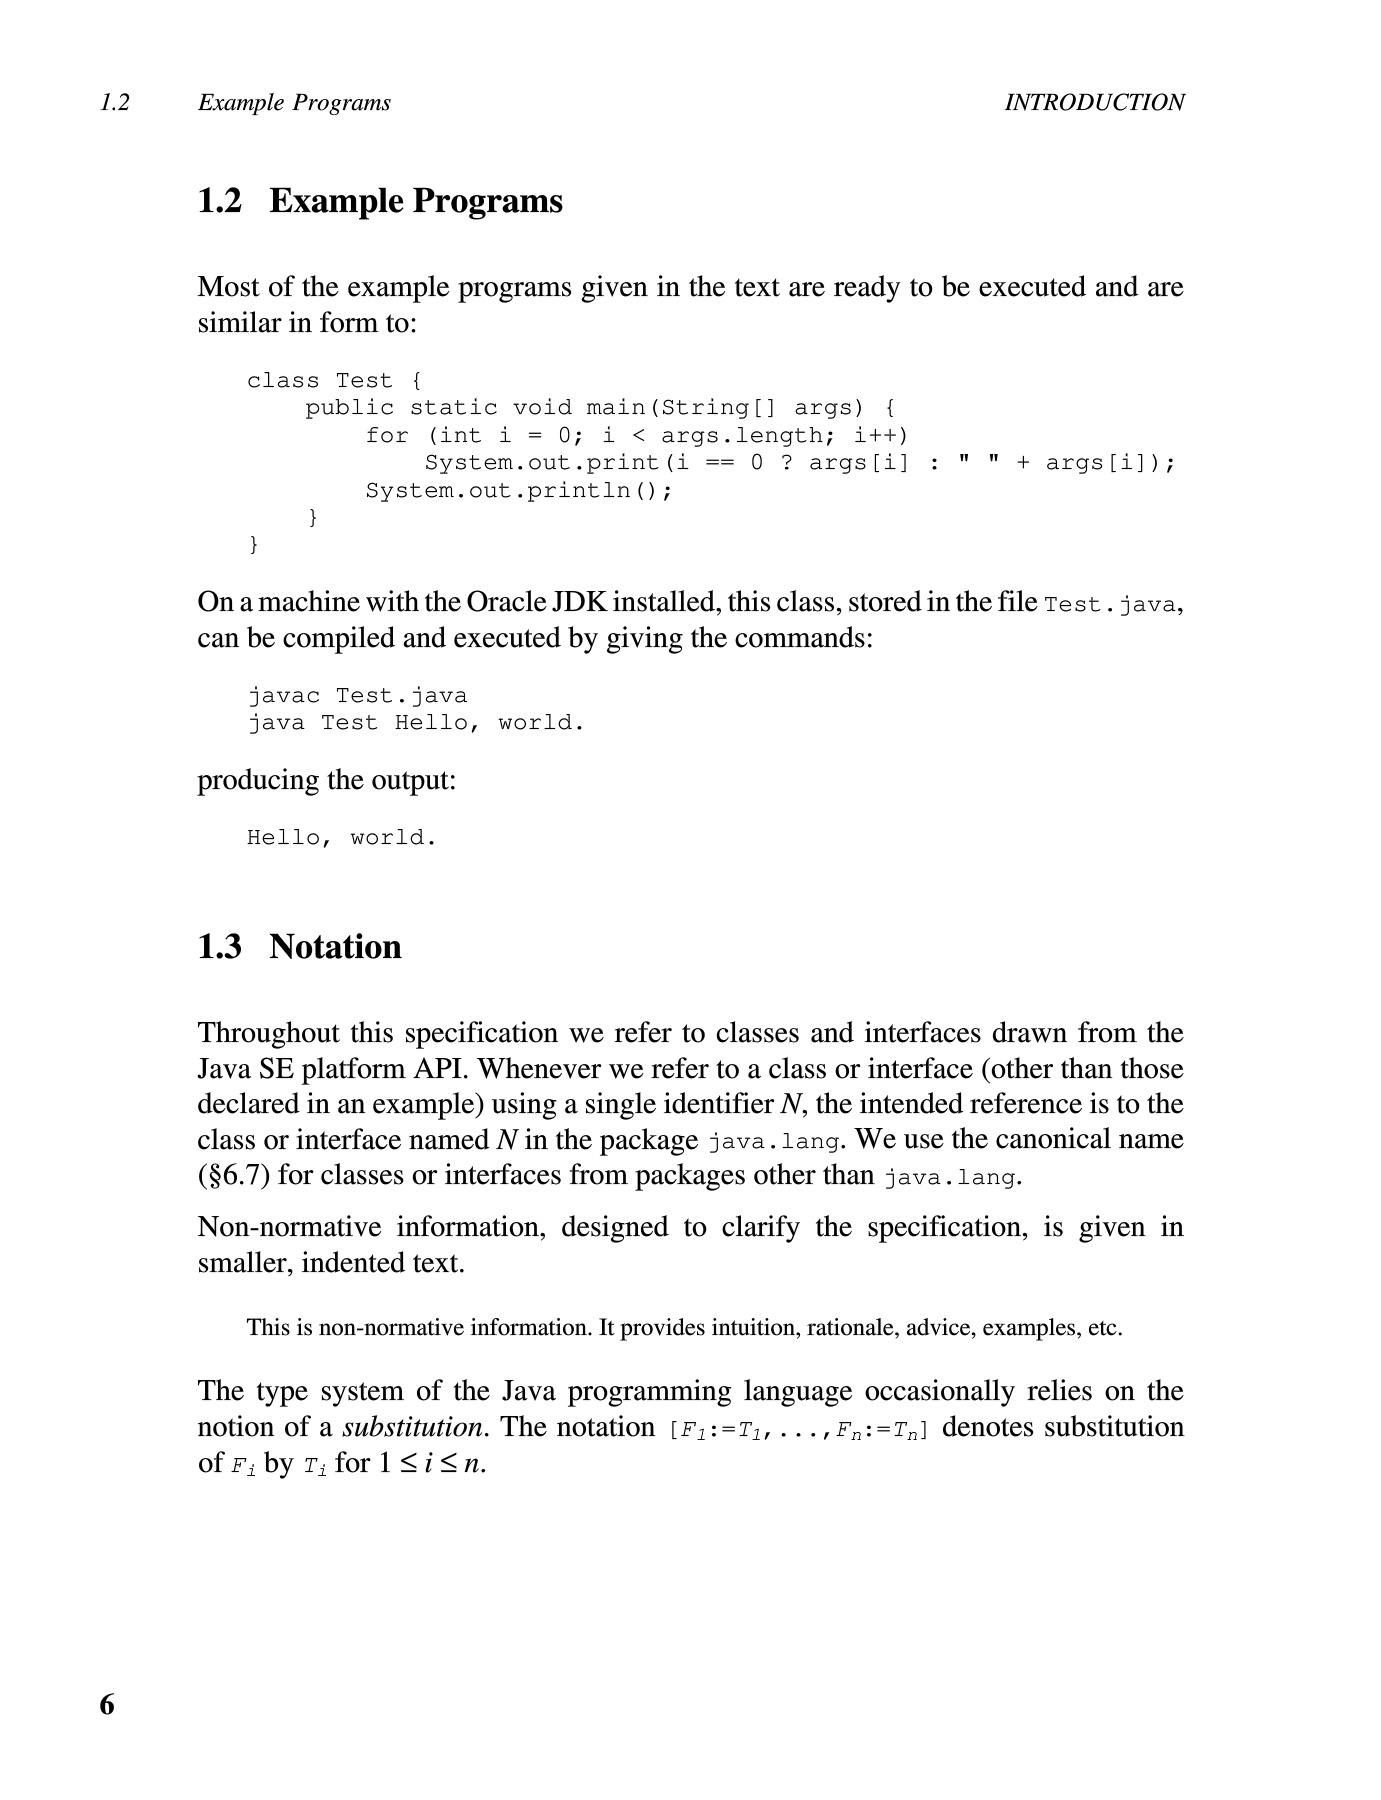 1.2 Example Programs INTRODUCTION
1.2 Example Programs
Most of the example programs given in the text are ready to be executed and are
similar in form to:
class Test {
    public static void main(String[] args) {
        for (int i = 0; i < args.length; i++)
            System.out.print(i == 0 ? args[i] : " " + args[i]);
        System.out.println();
    }
}
On a machine with the Oracle JDK installed, this class, stored in the file Test.java,
can be compiled and executed by giving the commands:
javac Test.java
java Test Hello, world.
producing the output:
Hello, world.
1.3 Notation
Throughout this specification we refer to classes and interfaces drawn from the
Java SE platform API. Whenever we refer to a class or interface (other than those
declared in an example) using a single identifier N, the intended reference is to the
class or interface named N in the package java.lang. We use the canonical name
(§6.7) for classes or interfaces from packages other than java.lang.
Non-normative information, designed to clarify the specification, is given in
smaller, indented text.
This is non-normative information. It provides intuition, rationale, advice, examples, etc.
The type system of the Java programming language occasionally relies on the
notion of a substitution. The notation [F1:=T1,...,Fn:=Tn] denotes substitution
of Fi by Ti for 1 ≤ i ≤ n.
6